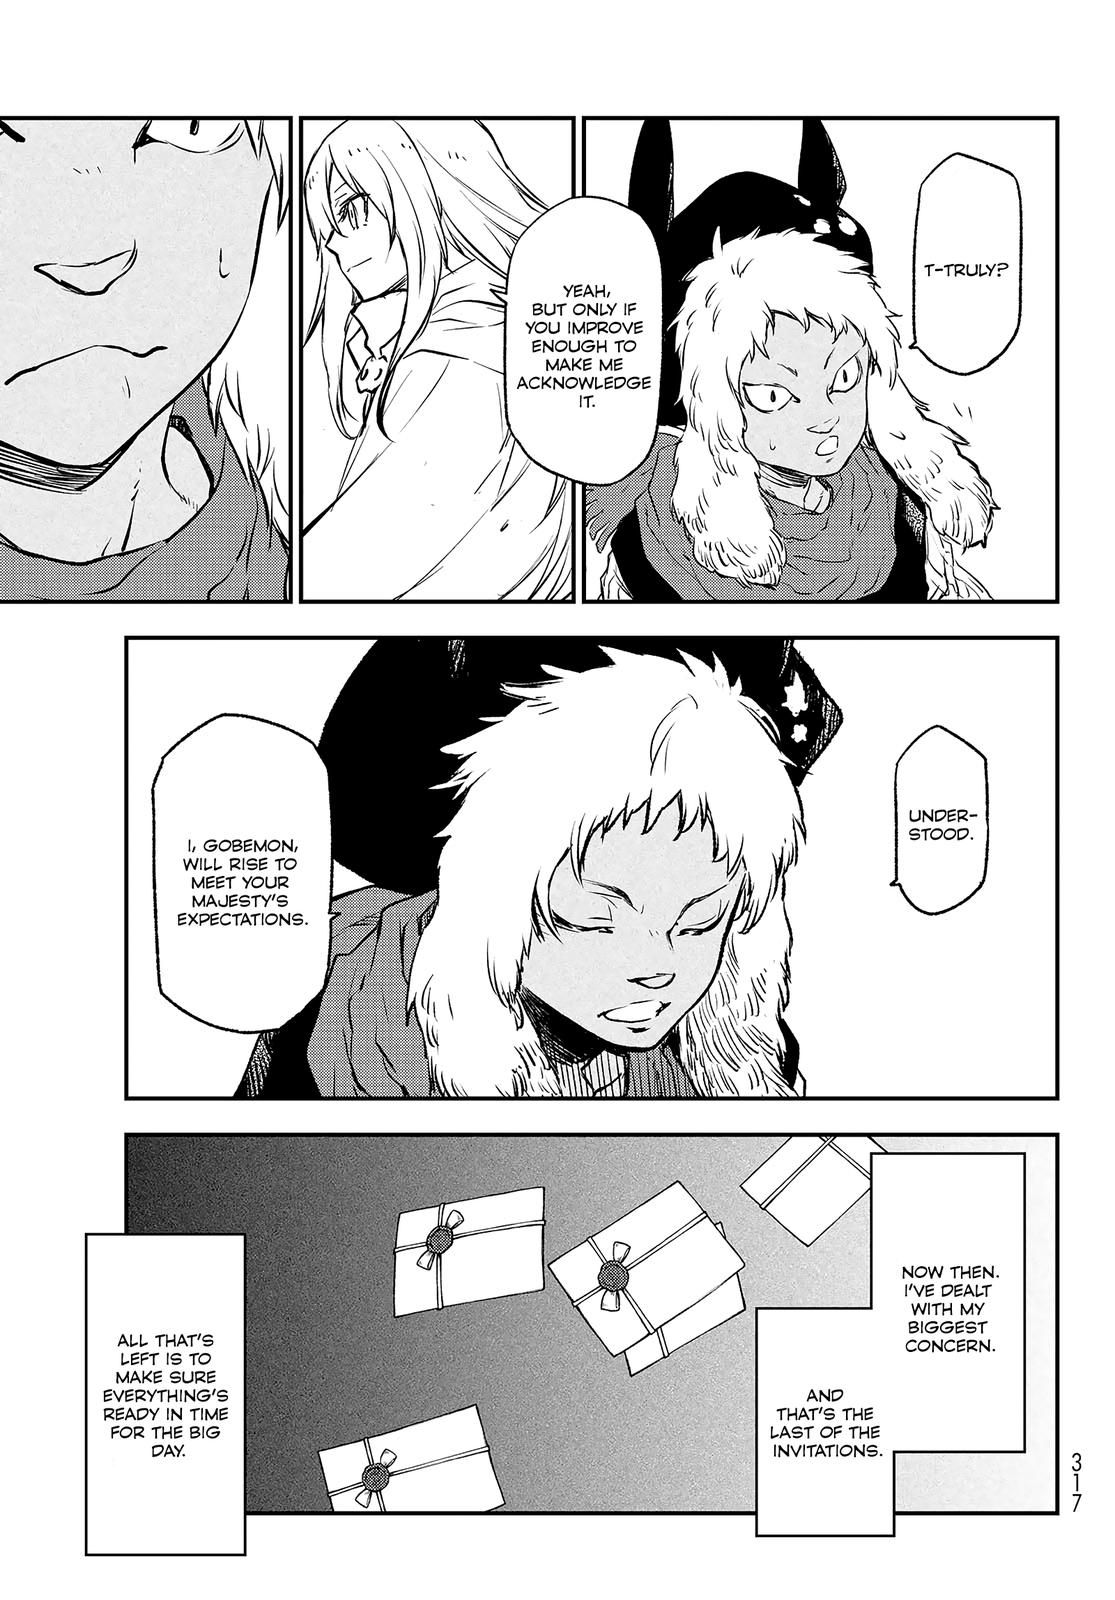 T-TRULY?
YEAH,
BUT ONLY IF
YOU IMPROVE
ENOUGH TO
MAKE ME
ACKNOWLEDGE
IT.
UNDER-
STOOD.
I, GOBEMON,
WILL RISE TO
MEET YOUR
MAJESTY'S
EXPECTATIONS.
NOW THEN.
I'VE DEALT
WITH MY
BIGGEST
CONCERN.
AND
THAT'S THE
LAST OF THE
INVITATIONS.
ALL THAT'S
LEFT IS TO
MAKE SURE
EVERYTHING'S
READY IN TIME
FOR THE BIG
DAY.
317